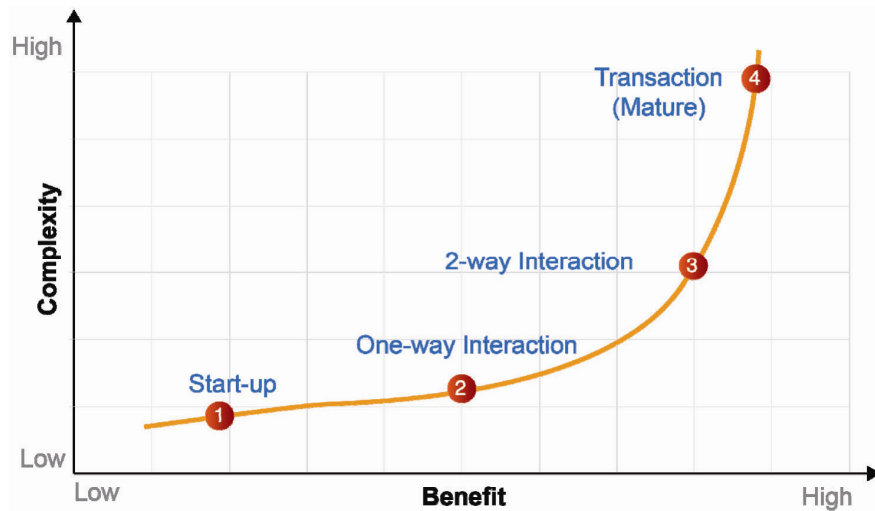 High
Transaction
(Mature)
4
Complexity
2-way Interaction
3
One-way Interaction
2
Start-up
1
Low
Low
Benefit
High